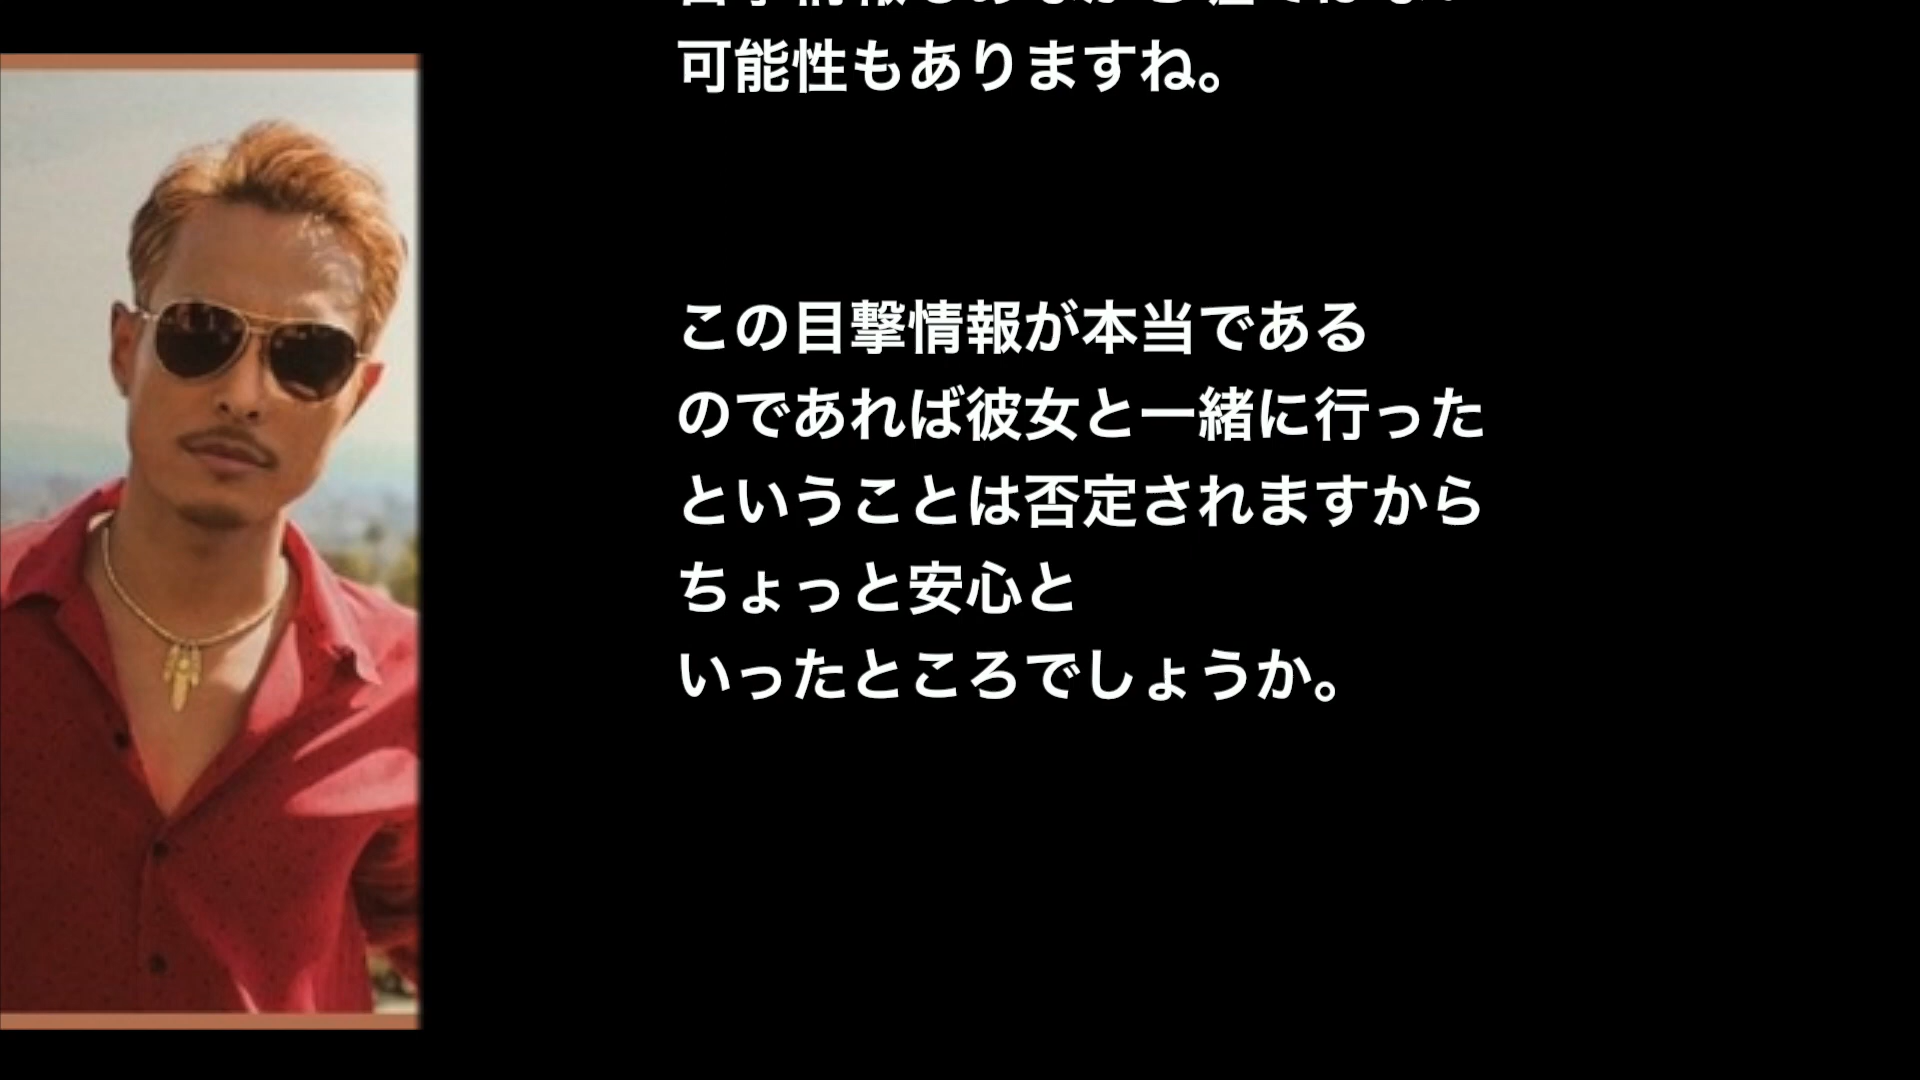 可能性もありますね。
この目撃情報が本当である
のであれば彼女と一緒に行った
ということは否定されますから
ちょっと安心と
いったところでしょうか。